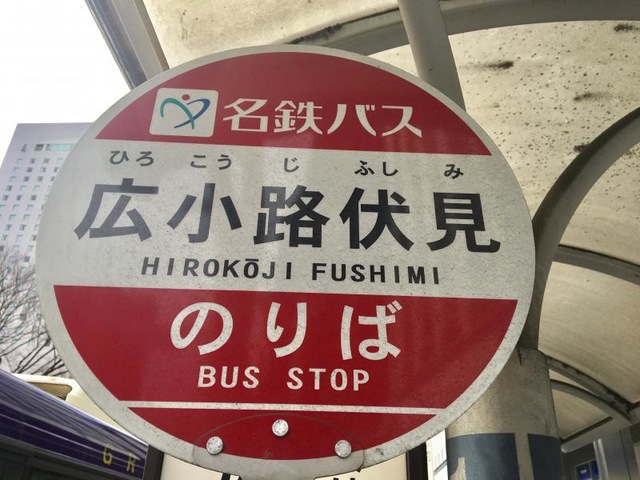 名鉄バス
ひろ こう じ ふし み
広小路伏見
HIROKŌJI FUSHIMI
のりば
BUS STOP